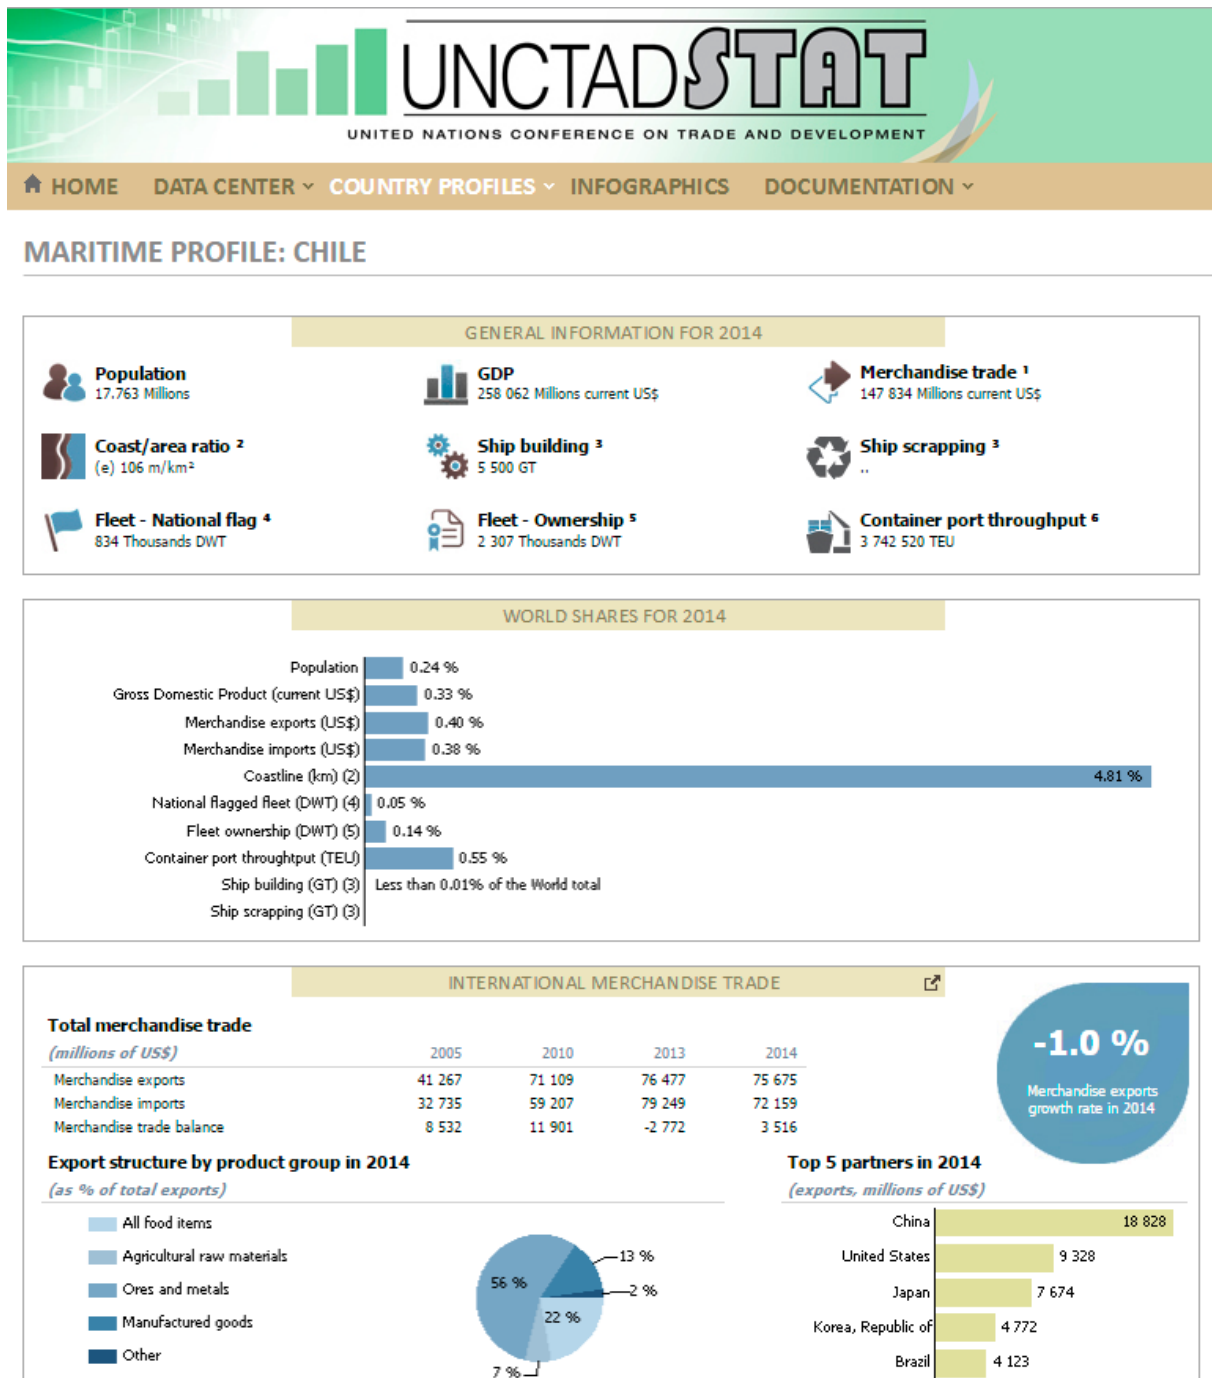 UNCTADSTAT
UNITED NATIONS CONFERENCE ON TRADE AND DEVELOPMENT
HOME DATA CENTER COUNTRY PROFILES INFOGRAPHICS DOCUMENTATION
MARITIME PROFILE: CHILE
GENERAL INFORMATION FOR 2014
Population GDP Merchandise trade ¹
17.763 Millions 258 062 Millions current US$ 147 834 Millions current US$
Coast/area ratio ² Ship building ³ Ship scrapping ³
(e) 106 m/km² 5 500 GT ..
Fleet - National flag ⁴ Fleet - Ownership ⁵ Container port throughput ⁶
834 Thousands DWT 2 307 Thousands DWT 3 742 520 TEU
WORLD SHARES FOR 2014
Population 0.24 %
Gross Domestic Product (current US$) 0.33 %
Merchandise exports (US$) 0.40 %
Merchandise imports (US$) 0.38 %
Coastline (km) (2) 4.81 %
National flagged fleet (DWT) (4) 0.05 %
Fleet ownership (DWT) (5) 0.14 %
Container port throughtput (TEU) 0.55 %
Ship building (GT) (3) Less than 0.01% of the World total
Ship scrapping (GT) (3)
INTERNATIONAL MERCHANDISE TRADE
Total merchandise trade
(millions of US$) 2005 2010 2013 2014
Merchandise exports 41 267 71 109 76 477 75 675
Merchandise imports 32 735 59 207 79 249 72 159
Merchandise trade balance 8 532 11 901 -2 772 3 516
-1.0 %
Merchandise exports
growth rate in 2014
Export structure by product group in 2014
(as % of total exports)
All food items
Agricultural raw materials
Ores and metals
Manufactured goods
Other
13 %
56 %
2 %
22 %
7 %
Top 5 partners in 2014
(exports, millions of US$)
China 18 828
United States 9 328
Japan 7 674
Korea, Republic of 4 772
Brazil 4 123